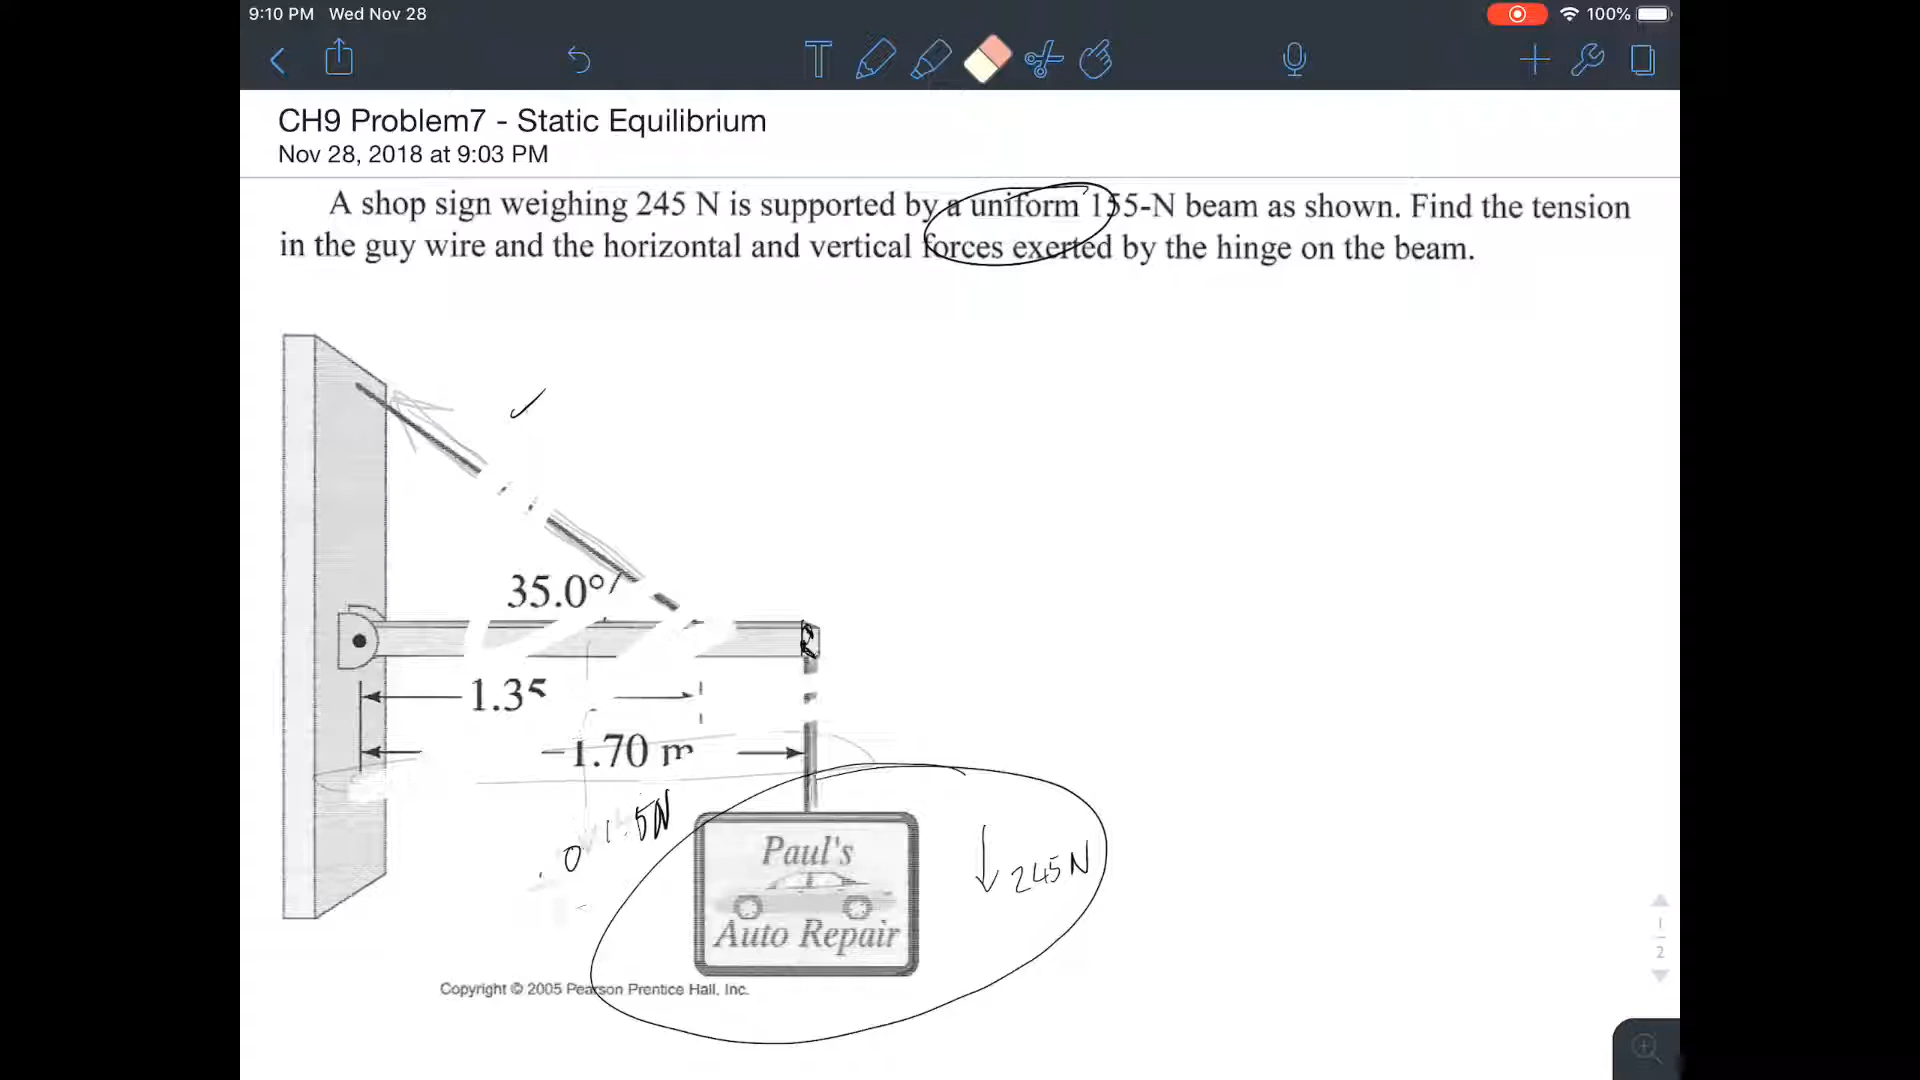 9:10 PM Wed Nov 28
100%
T
CH9 Problem7 - Static Equilibrium
Nov 28, 2018 at 9:03 PM
A shop sign weighing 245 N is supported by a uniform 155-N beam as shown. Find the tension
in the guy wire and the horizontal and vertical forces exerted by the hinge on the beam.
35.0°
1.35
1.70 m
Paul's
Auto Repair
245N
Copyright © 2005 Pearson Prentice Hall, Inc.
1
2